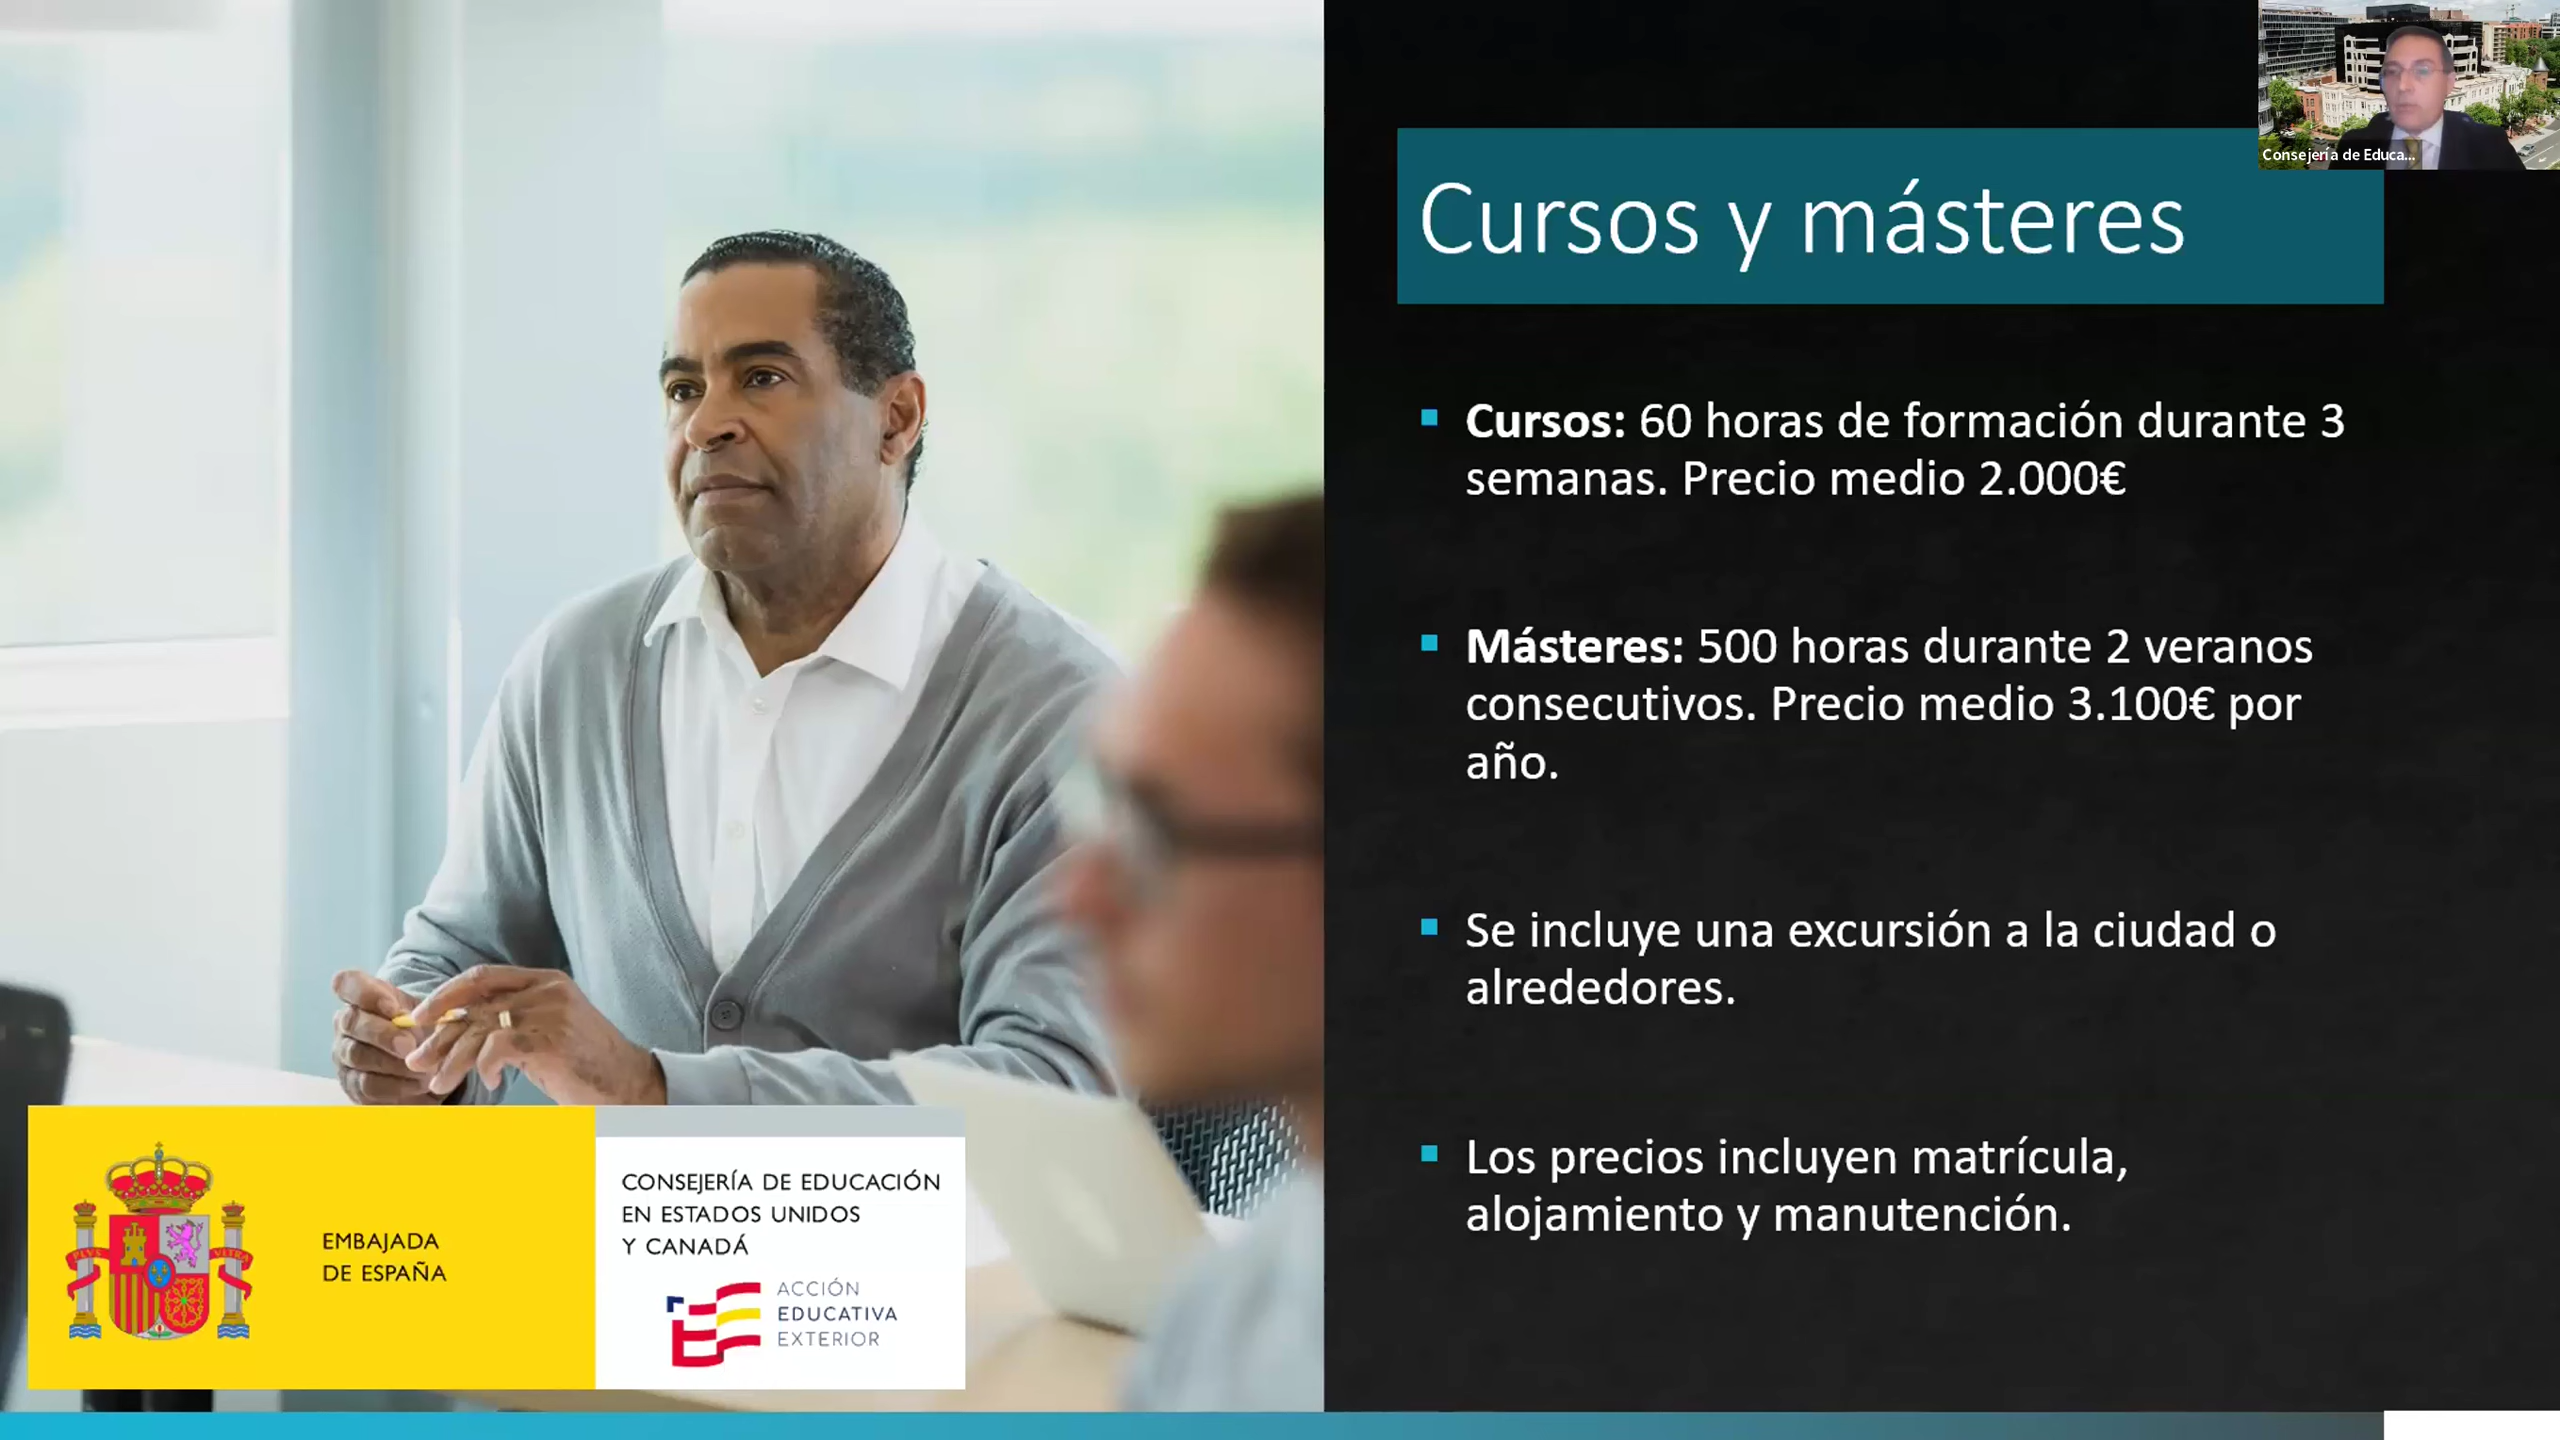 Consejería de Educa...
Cursos y másteres
Cursos: 60 horas de formación durante 3
semanas. Precio medio 2.000€
Másteres: 500 horas durante 2 veranos
consecutivos. Precio medio 3.100€ por
año.
Se incluye una excursión a la ciudad o
alrededores.
Los precios incluyen matrícula,
alojamiento y manutención.
PLVS VLTRA
EMBAJADA
DE ESPAÑA
CONSEJERÍA DE EDUCACIÓN
EN ESTADOS UNIDOS
Y CANADÁ
ACCIÓN
EDUCATIVA
EXTERIOR